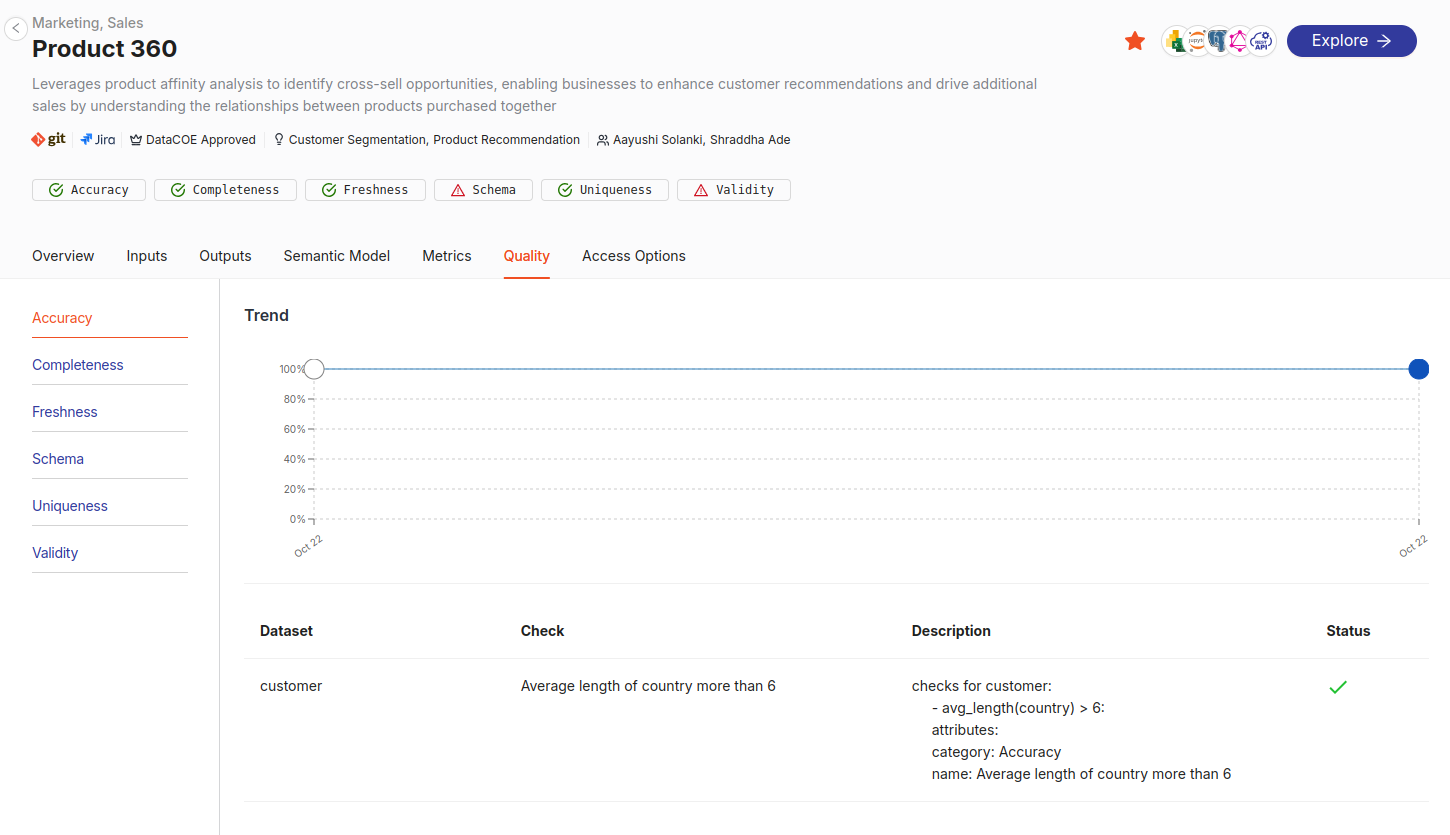 Marketing, Sales
Product 360
Explore
Leverages product affinity analysis to identify cross-sell opportunities, enabling businesses to enhance customer recommendations and drive additional
sales by understanding the relationships between products purchased together
git Jira DataCOE Approved Customer Segmentation, Product Recommendation Aayushi Solanki, Shraddha Ade
Accuracy Completeness Freshness Schema Uniqueness Validity
Overview Inputs Outputs Semantic Model Metrics Quality Access Options
Accuracy
Completeness
Freshness
Schema
Uniqueness
Validity
Trend
100%
80%
60%
40%
20%
0%
Oct 22 Oct 22
Dataset Check Description Status
customer Average length of country more than 6 checks for customer:
- avg_length(country) > 6:
attributes:
category: Accuracy
name: Average length of country more than 6